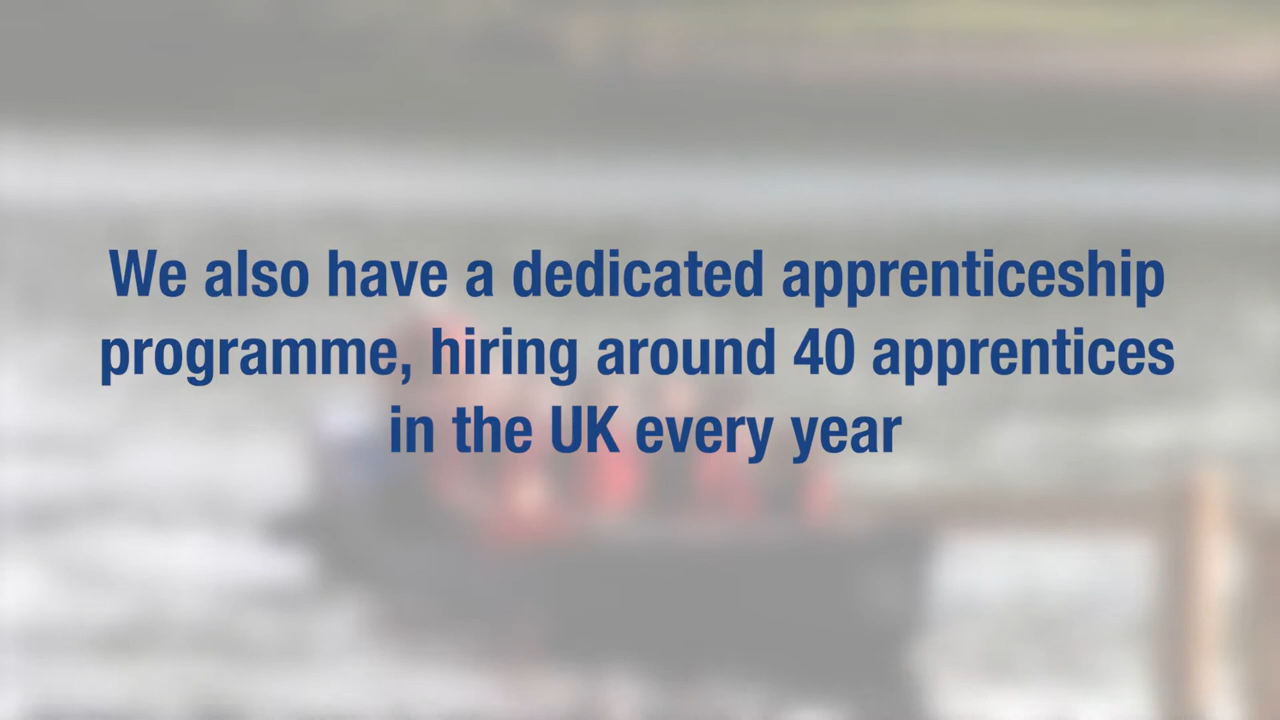 We also have a dedicated apprenticeship
programme, hiring around 40 apprentices
in the UK every year